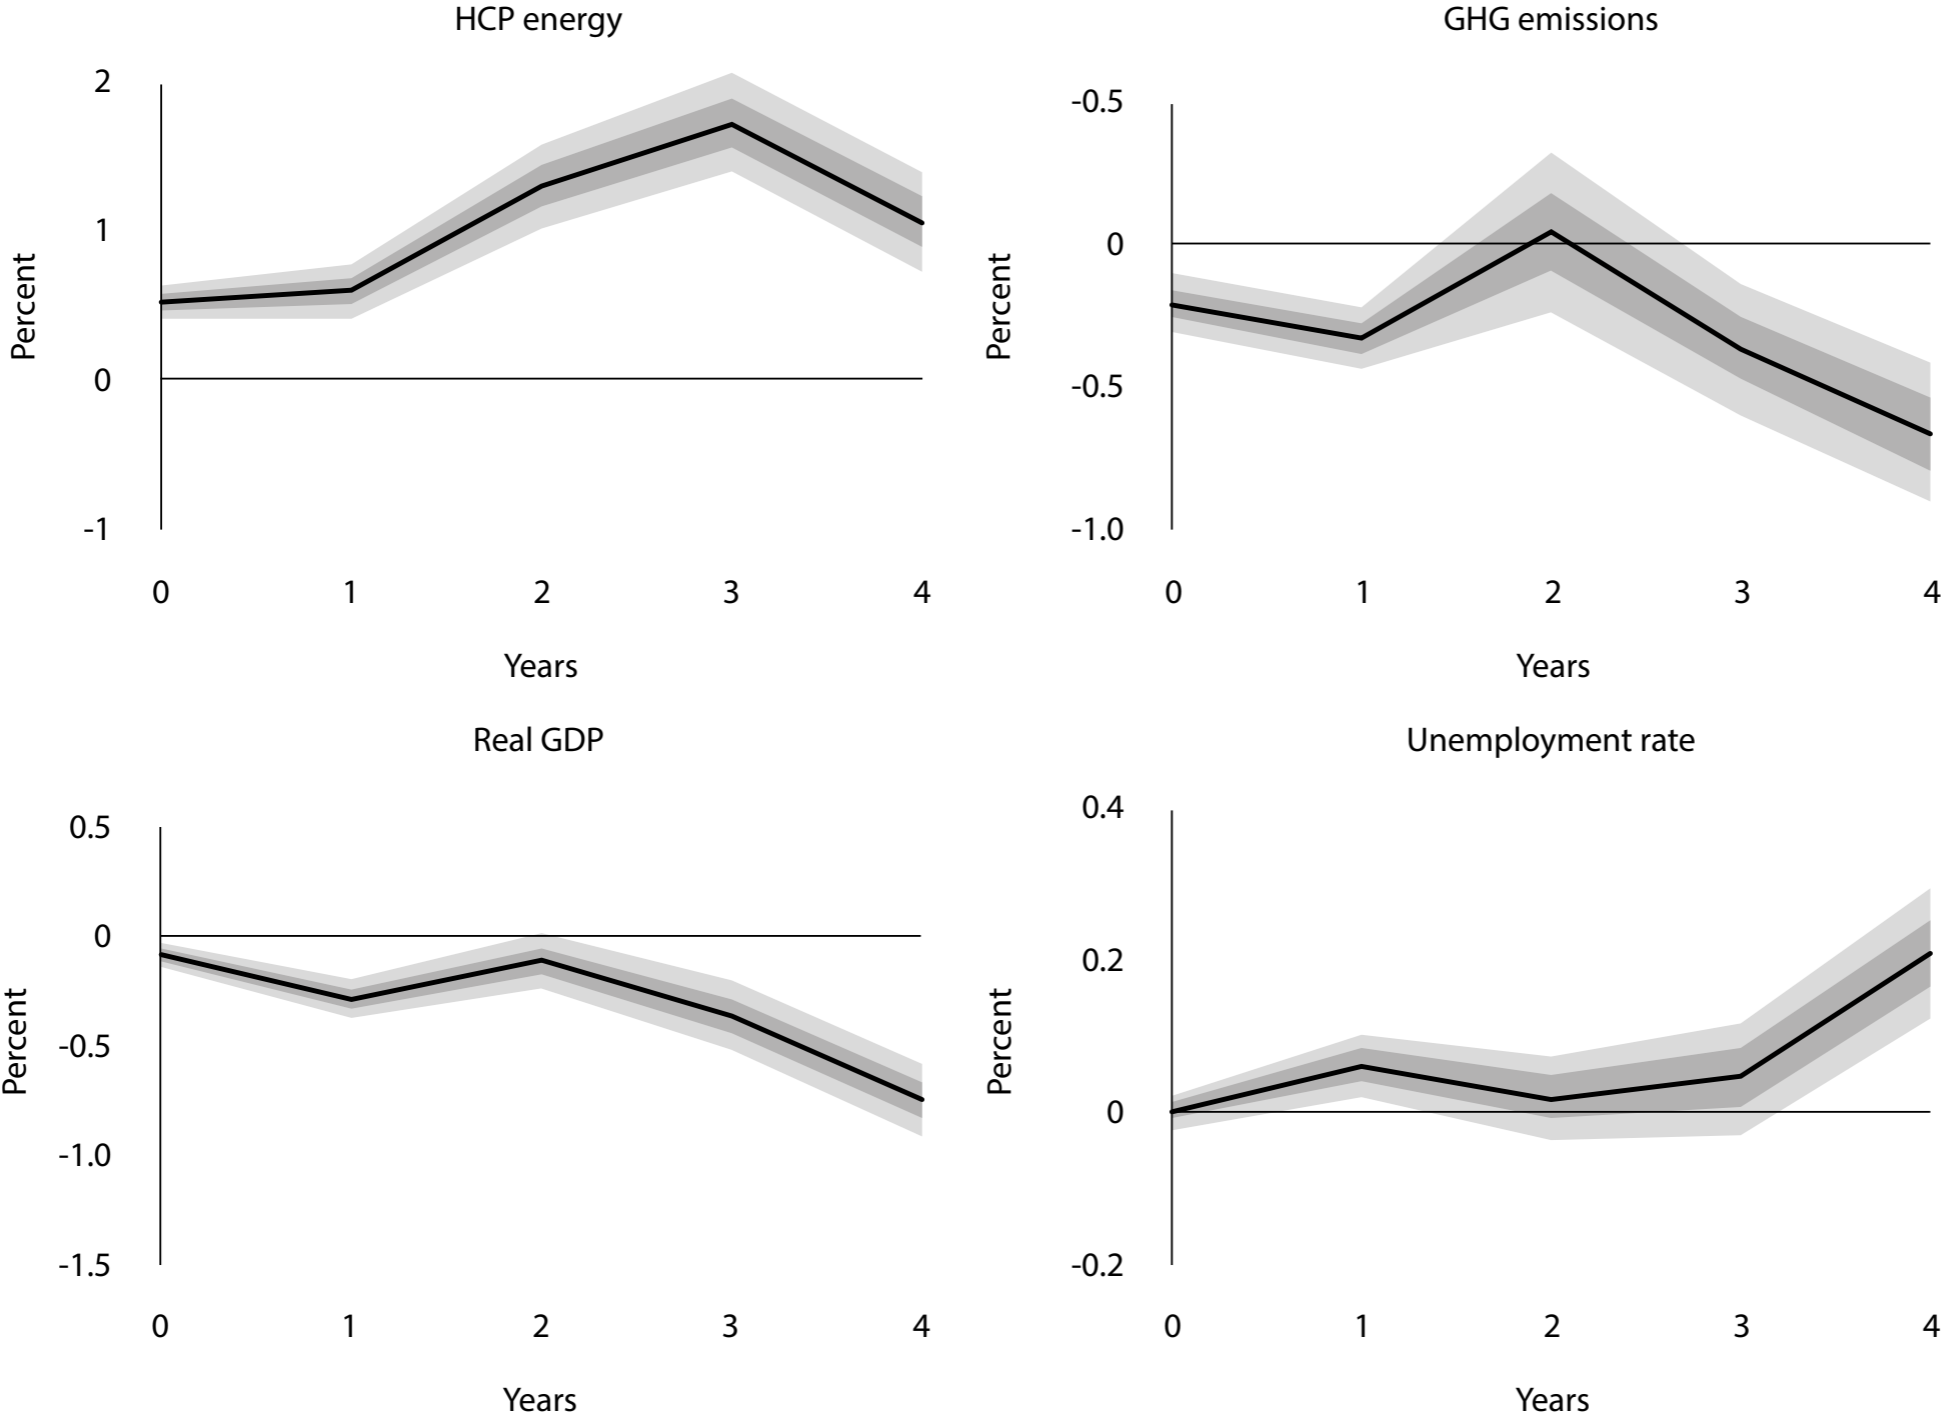 HCP energy
2
1
0
-1
Percent
0 1 2 3 4
Years
GHG emissions
-0.5
0
-0.5
-1.0
Percent
0 1 2 3 4
Years
Real GDP
0.5
0
-0.5
-1.0
-1.5
Percent
0 1 2 3 4
Years
Unemployment rate
0.4
0.2
0
-0.2
Percent
0 1 2 3 4
Years